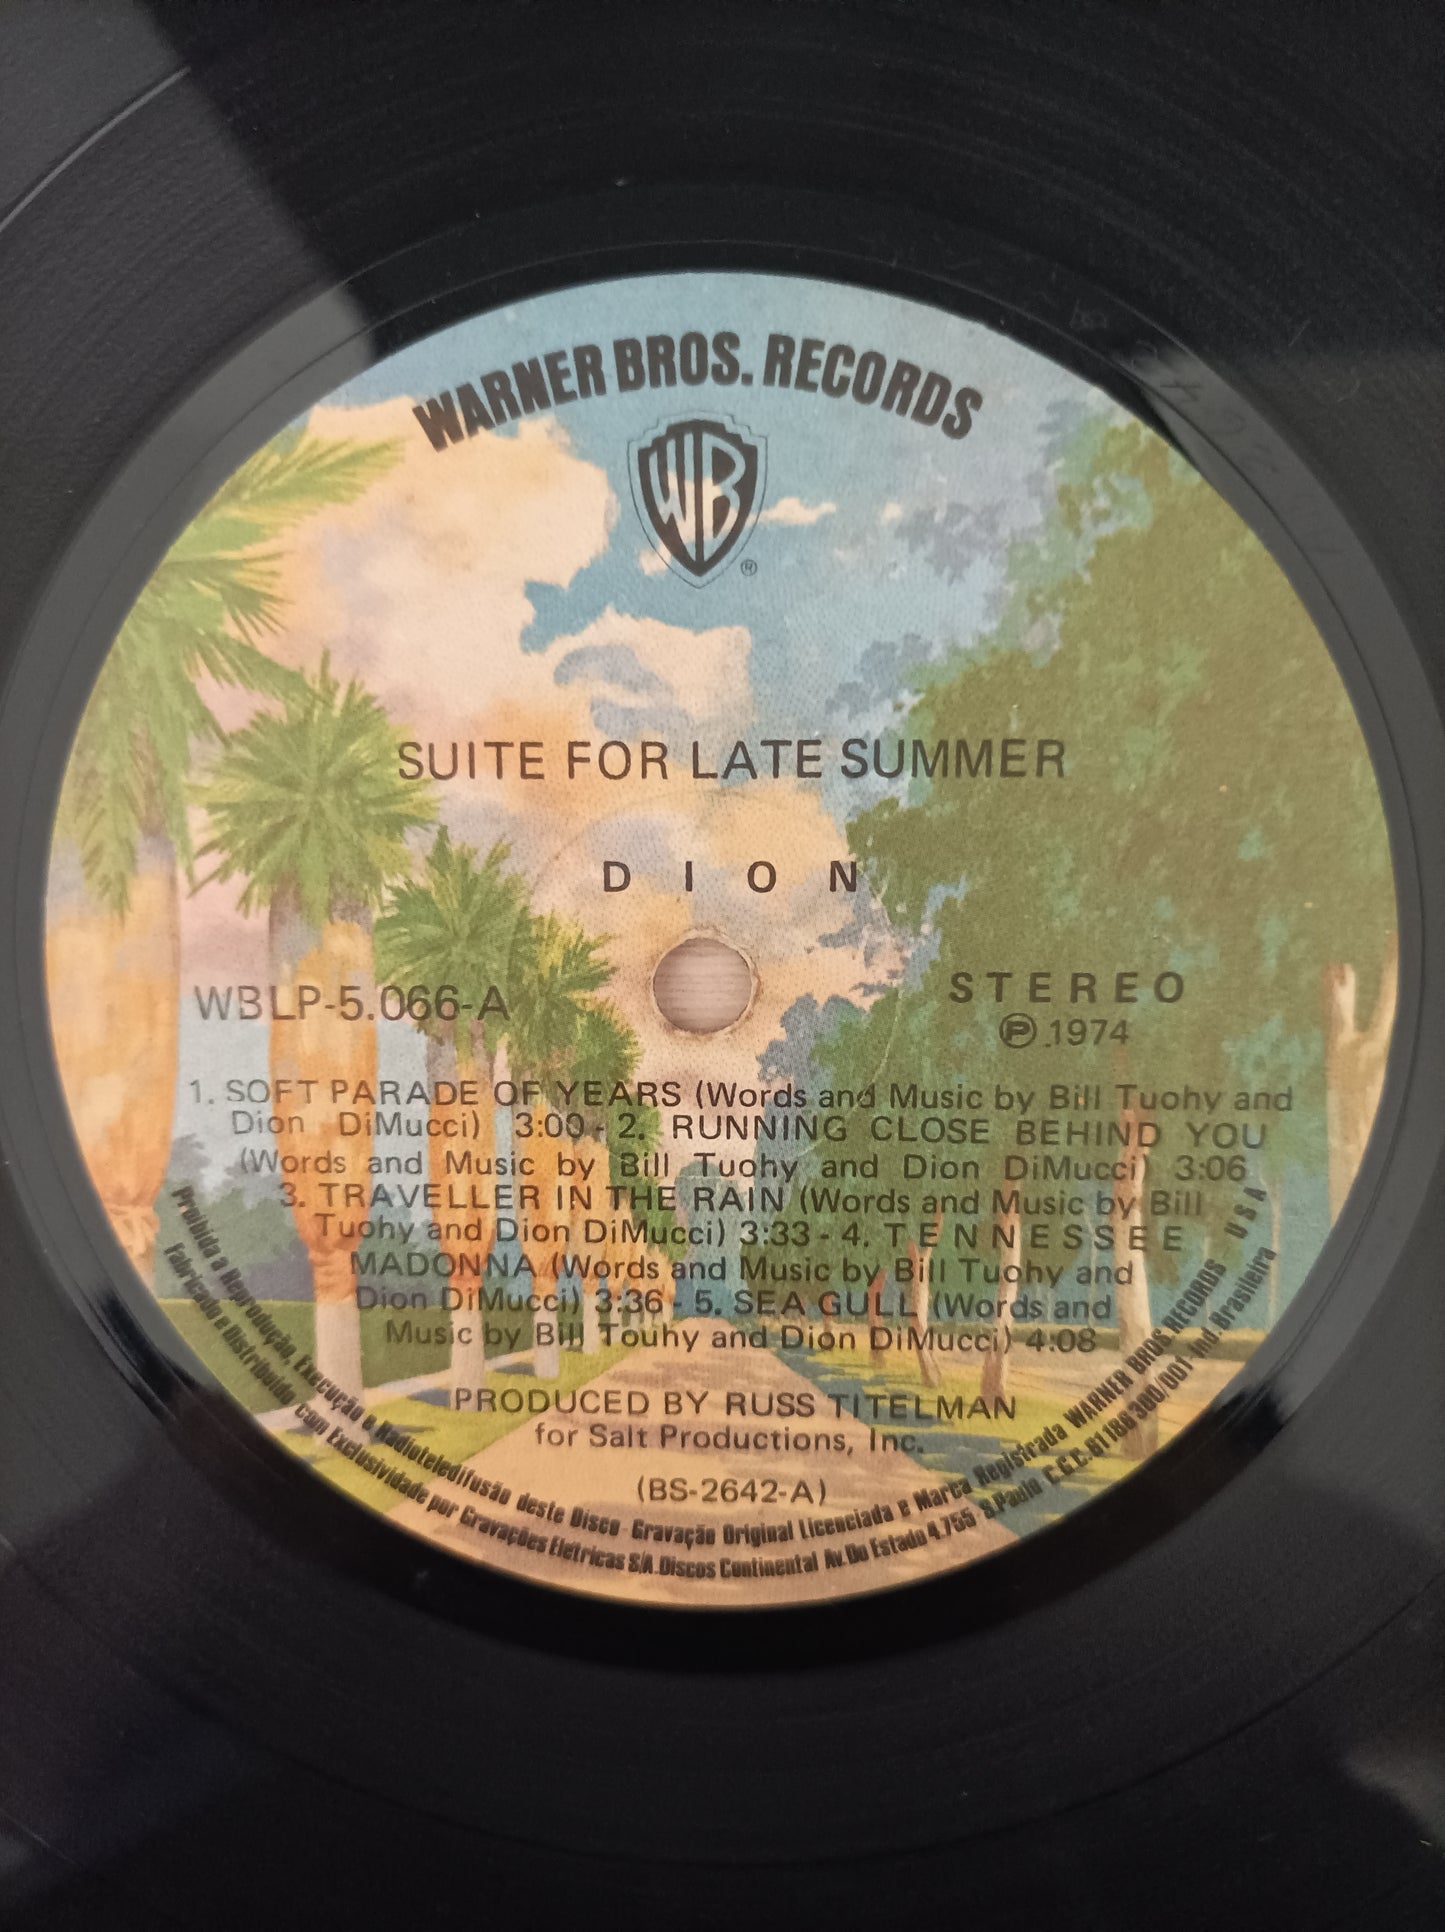 WARNER BROS. RECORDS
WB
®
SUITE FOR LATE SUMMER
D I O N
WBLP-5.066-A
STEREO
℗ .1974
1. SOFT PARADE OF YEARS (Words and Music by Bill Tuohy and
Dion DiMucci) 3:00 - 2. RUNNING CLOSE BEHIND YOU
(Words and Music by Bill Tuohy and Dion DiMucci) 3:06
3. TRAVELLER IN THE RAIN (Words and Music by Bill
Tuohy and Dion DiMucci) 3:33 - 4. TENNESSEE
MADONNA (Words and Music by Bill Tuohy and
Dion DiMucci) 3:36 - 5. SEA GULL (Words and
Music by Bill Touhy and Dion DiMucci) 4:08
PRODUCED BY RUSS TITELMAN
for Salt Productions, Inc.
(BS-2642-A)
Proibida a Reprodução, Execução e Radioteledifusão deste Disco - Gravação Original Licenciada e Marca Registrada WARNER BROS RECORDS USA
Fabricado e Distribuido com Exclusividade por Gravações Elétricas S/A. Discos Continental Av. Do Estado 4.755 S.Paulo C.G.C. 61 186 300/001 Ind. Brasileira